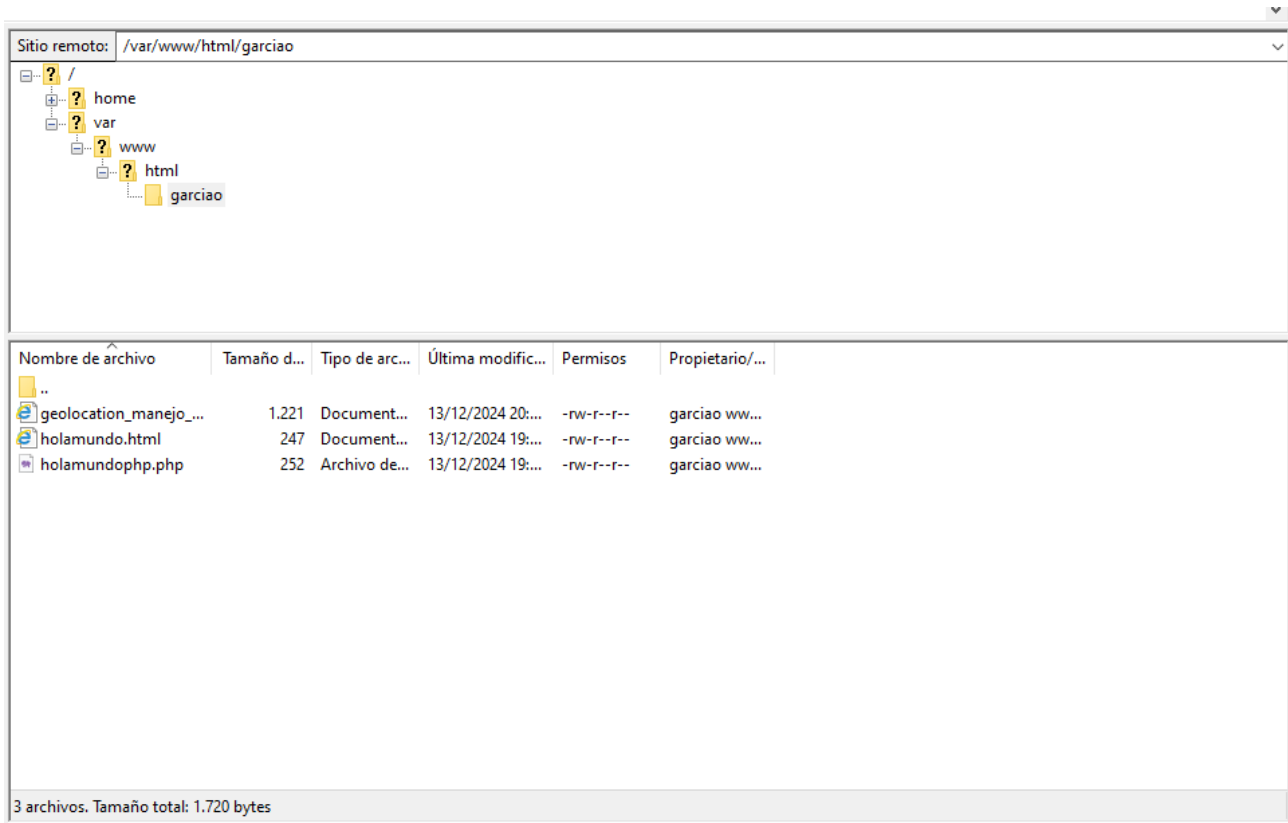 Sitio remoto: /var/www/html/garciao
/
home
var
www
html
garciao
Nombre de archivo Tamaño d... Tipo de arc... Última modific... Permisos Propietario/...
..
geolocation_manejo_... 1.221 Document... 13/12/2024 20:... -rw-r--r-- garciao ww...
holamundo.html 247 Document... 13/12/2024 19:... -rw-r--r-- garciao ww...
holamundophp.php 252 Archivo de... 13/12/2024 19:... -rw-r--r-- garciao ww...
3 archivos. Tamaño total: 1.720 bytes